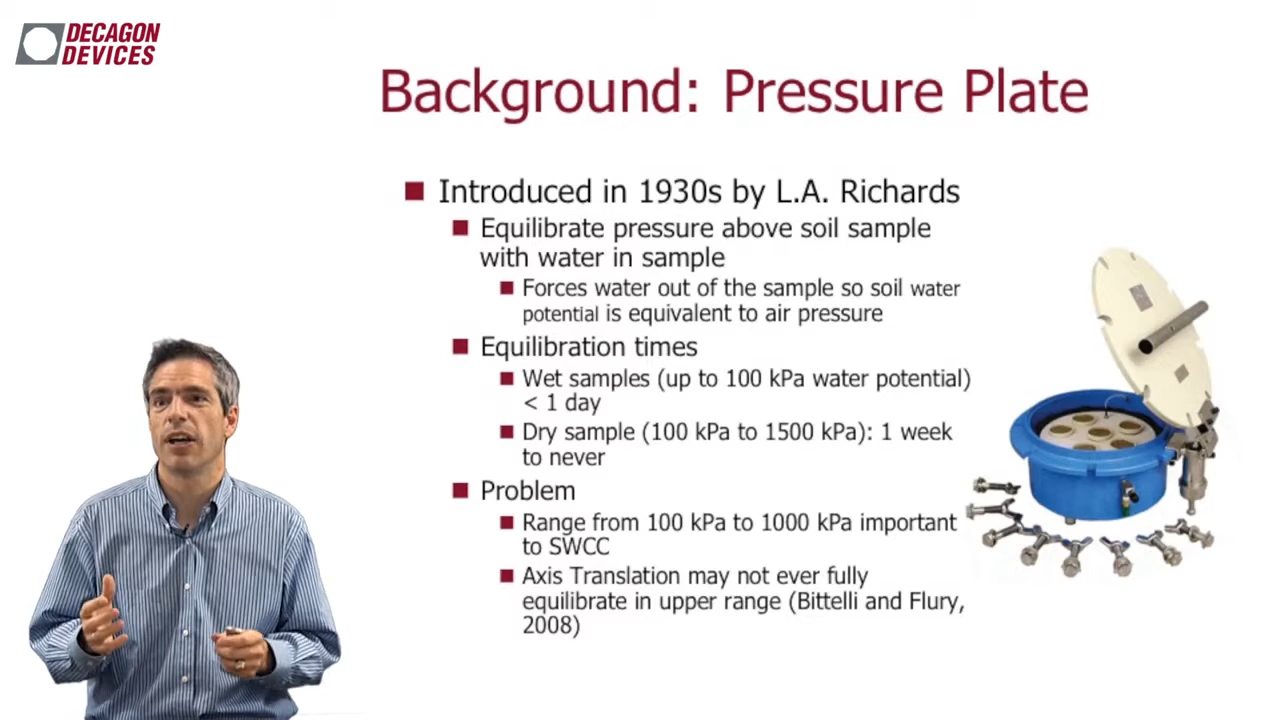 DECAGON
DEVICES
Background: Pressure Plate
Introduced in 1930s by L.A. Richards
Equilibrate pressure above soil sample
with water in sample
Forces water out of the sample so soil water
potential is equivalent to air pressure
Equilibration times
Wet samples (up to 100 kPa water potential)
< 1 day
Dry sample (100 kPa to 1500 kPa): 1 week
to never
Problem
Range from 100 kPa to 1000 kPa important
to SWCC
Axis Translation may not ever fully
equilibrate in upper range (Bittelli and Flury,
2008)